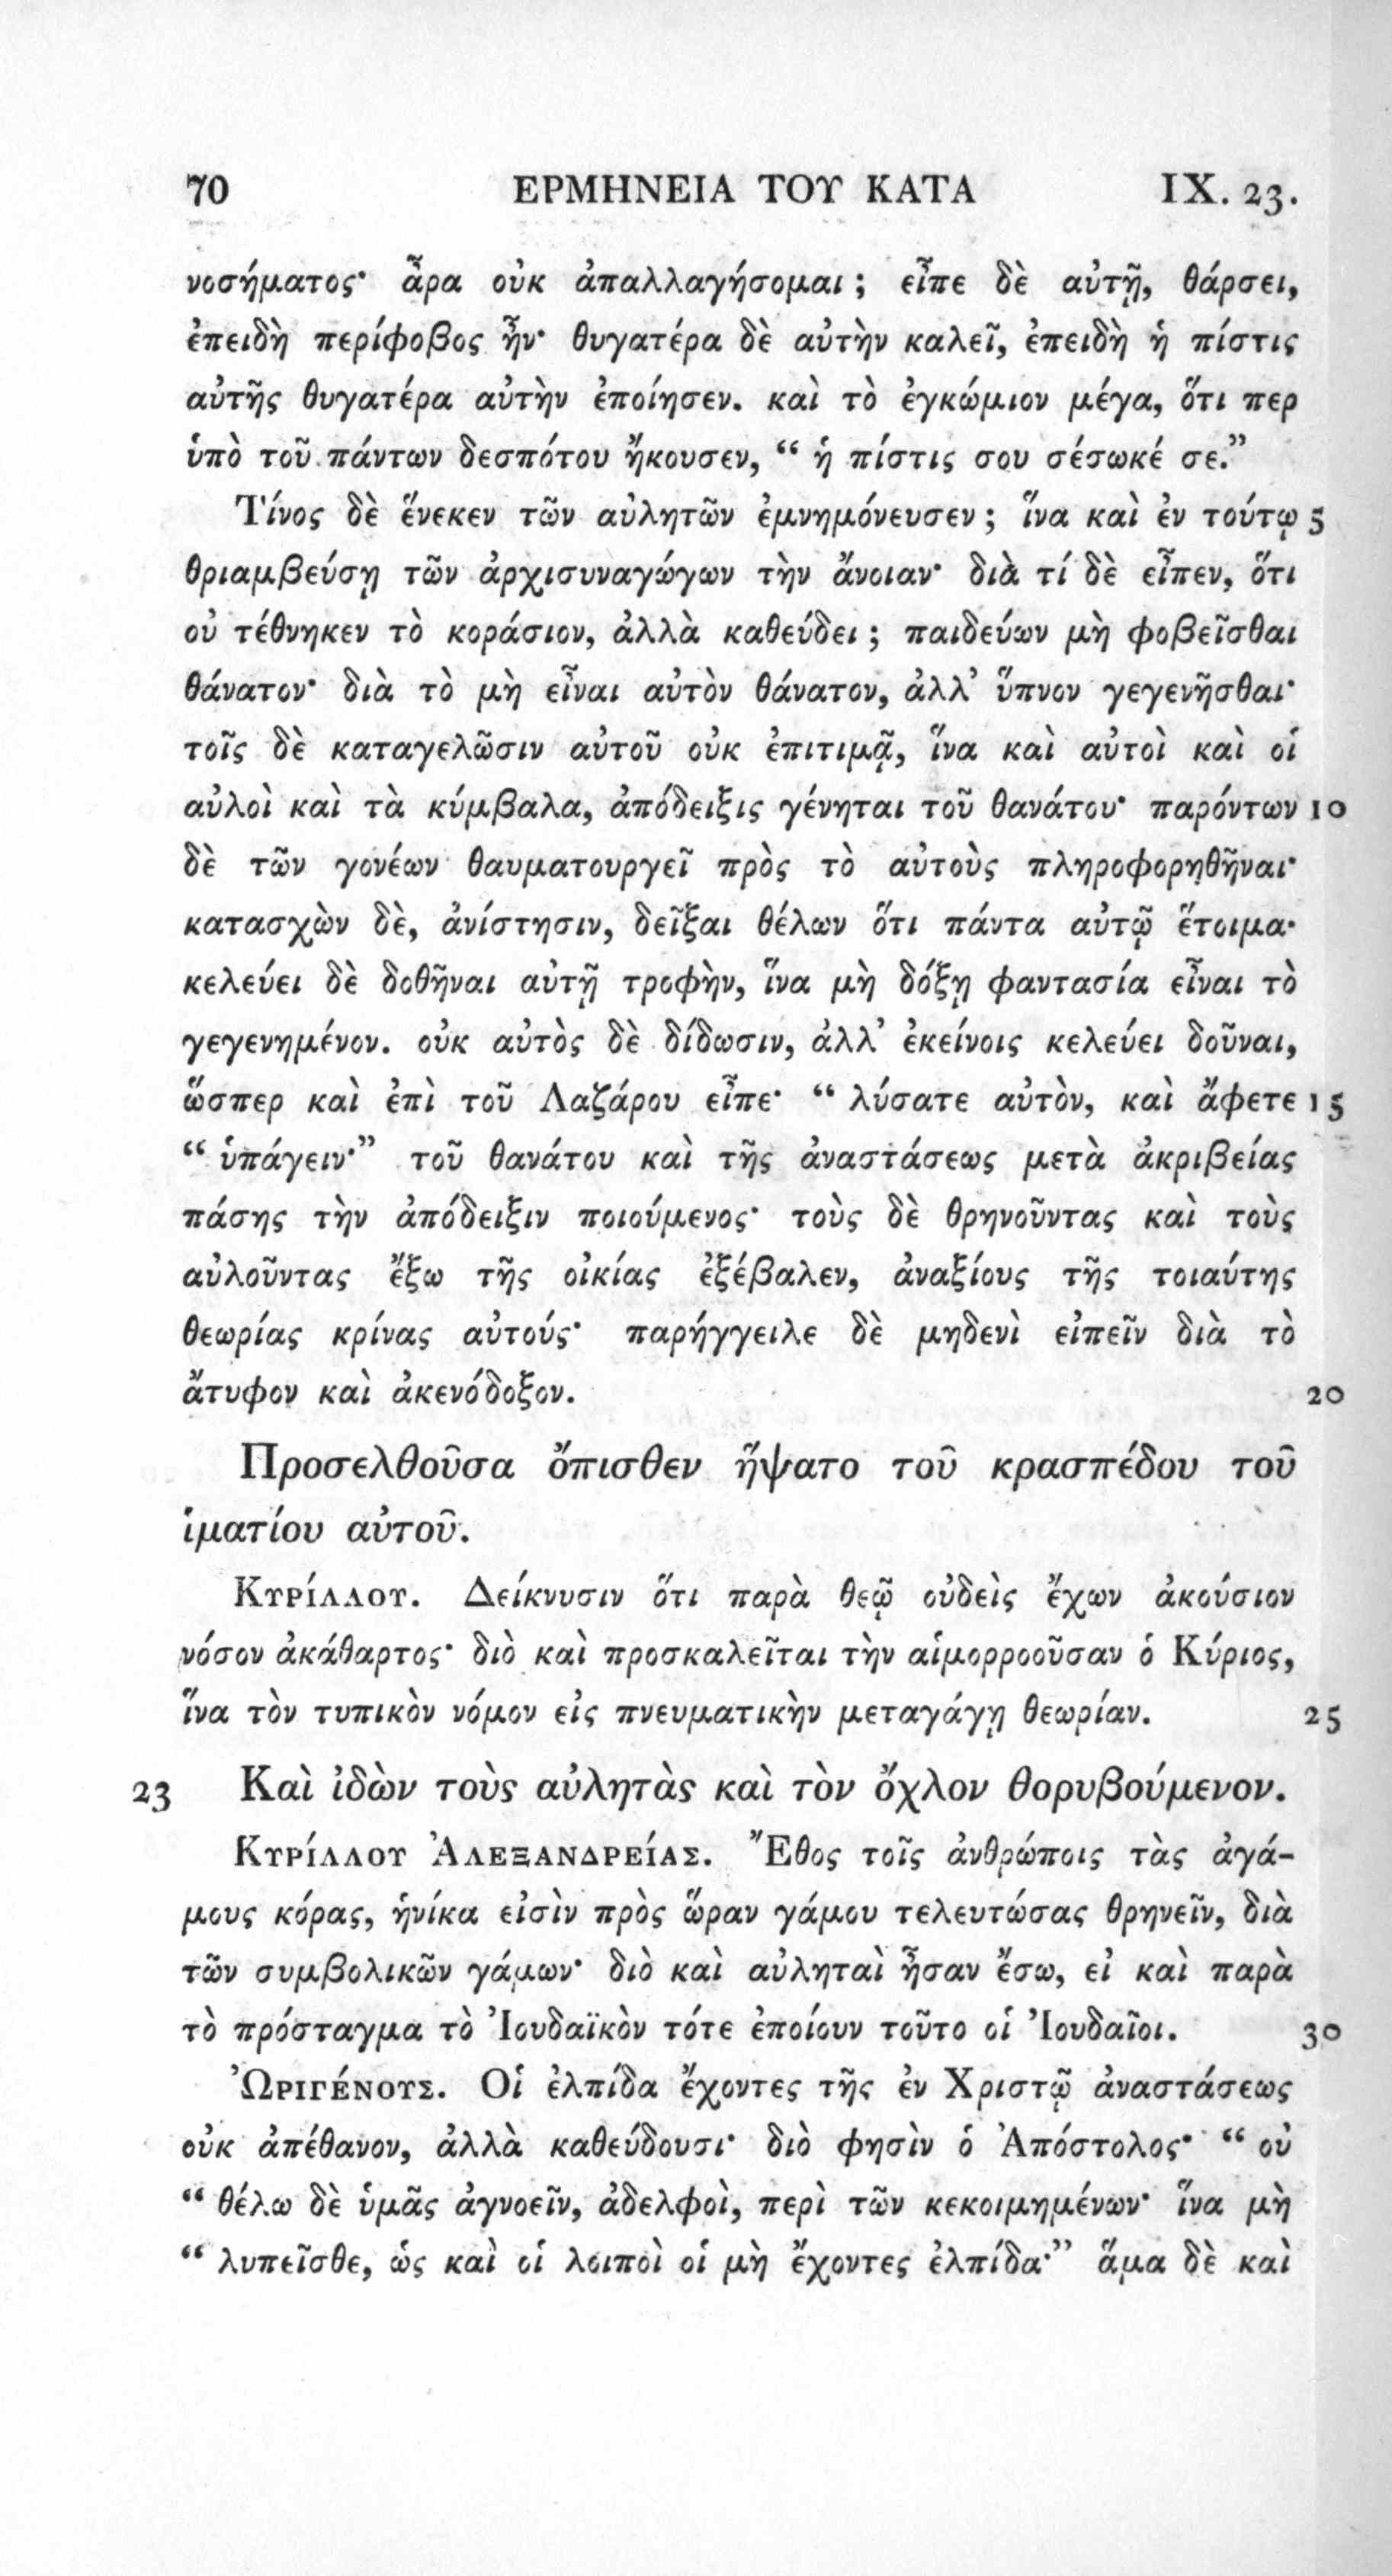 70 ΕΡΜΗΝΕΙΑ ΤΟΥ ΚΑΤΑ IX. 23.
νοσήματος· ἆρα οὐκ ἀπαλλαγήσομαι ; εἶπε δὲ αὐτῇ, θάρσει,
ἐπειδὴ περίφοβος ἦν· θυγατέρα δὲ αὐτὴν καλεῖ, ἐπειδὴ ἡ πίστις
αὐτῆς θυγατέρα αὐτὴν ἐποίησεν. καὶ τὸ ἐγκώμιον μέγα, ὅτι περ
ὑπὸ τοῦ πάντων δεσπότου ἤκουσεν, “ ἡ πίστις σου σέσωκέ σε.”
Τίνος δὲ ἕνεκεν τῶν αὐλητῶν ἐμνημόνευσεν ; ἵνα καὶ ἐν τούτῳ 5
θριαμβεύσῃ τῶν ἀρχισυναγώγων τὴν ἄνοιαν· διὰ τί δὲ εἶπεν, ὅτι
οὐ τέθνηκεν τὸ κοράσιον, ἀλλὰ καθεύδει ; παιδεύων μὴ φοβεῖσθαι
θάνατον· διὰ τὸ μὴ εἶναι αὐτὸν θάνατον, ἀλλ’ ὕπνον γεγενῆσθαι·
τοῖς δὲ καταγελῶσιν αὐτοῦ οὐκ ἐπιτιμᾷ, ἵνα καὶ αὐτοὶ καὶ οἱ
αὐλοὶ καὶ τὰ κύμβαλα, ἀπόδειξις γένηται τοῦ θανάτου· παρόντων 10
δὲ τῶν γονέων θαυματουργεῖ πρὸς τὸ αὐτοὺς πληροφορηθῆναι·
κατασχὼν δὲ, ἀνίστησιν, δεῖξαι θέλων ὅτι πάντα αὐτῷ ἕτοιμα·
κελεύει δὲ δοθῆναι αὐτῇ τροφὴν, ἵνα μὴ δόξῃ φαντασία εἶναι τὸ
γεγενημένον. οὐκ αὐτὸς δὲ δίδωσιν, ἀλλ’ ἐκείνοις κελεύει δοῦναι,
ὥσπερ καὶ ἐπὶ τοῦ Λαζάρου εἶπε· “ λύσατε αὐτὸν, καὶ ἄφετε 15
“ ὑπάγειν·” τοῦ θανάτου καὶ τῆς ἀναστάσεως μετὰ ἀκριβείας
πάσης τὴν ἀπόδειξιν ποιούμενος· τοὺς δὲ θρηνοῦντας καὶ τοὺς
αὐλοῦντας ἔξω τῆς οἰκίας ἐξέβαλεν, ἀναξίους τῆς τοιαύτης
θεωρίας κρίνας αὐτούς· παρήγγειλε δὲ μηδενὶ εἰπεῖν διὰ τὸ
ἄτυφον καὶ ἀκενόδοξον. 20
Προσελθοῦσα ὄπισθεν ἥψατο τοῦ κρασπέδου τοῦ
ἱματίου αὐτοῦ.
Κυρίλλου. Δείκνυσιν ὅτι παρὰ θεῷ οὐδεὶς ἔχων ἀκούσιον
νόσον ἀκάθαρτος· διὸ καὶ προσκαλεῖται τὴν αἱμορροοῦσαν ὁ Κύριος,
ἵνα τὸν τυπικὸν νόμον εἰς πνευματικὴν μεταγάγῃ θεωρίαν. 25
23 Καὶ ἰδὼν τοὺς αὐλητὰς καὶ τὸν ὄχλον θορυβούμενον.
Κυρίλλου Ἀλεξανδρείας. Ἔθος τοῖς ἀνθρώποις τὰς ἀγά-
μους κόρας, ἡνίκα εἰσὶν πρὸς ὥραν γάμου τελευτώσας θρηνεῖν, διὰ
τῶν συμβολικῶν γάμων· διὸ καὶ αὐληταὶ ἦσαν ἔσω, εἰ καὶ παρὰ
τὸ πρόσταγμα τὸ Ἰουδαϊκὸν τότε ἐποίουν τοῦτο οἱ Ἰουδαῖοι. 30
Ὠριγένους. Οἱ ἐλπίδα ἔχοντες τῆς ἐν Χριστῷ ἀναστάσεως
οὐκ ἀπέθανον, ἀλλὰ καθεύδουσι· διὸ φησὶν ὁ Ἀπόστολος· “ οὐ
“ θέλω δὲ ὑμᾶς ἀγνοεῖν, ἀδελφοὶ, περὶ τῶν κεκοιμημένων· ἵνα μὴ
“ λυπεῖσθε, ὡς καὶ οἱ λοιποὶ οἱ μὴ ἔχοντες ἐλπίδα·” ἅμα δὲ καὶ